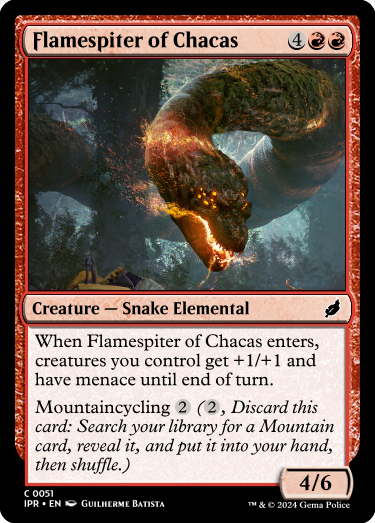 Flamespiter of Chacas 4
Creature — Snake Elemental
When Flamespiter of Chacas enters,
creatures you control get +1/+1 and
have menace until end of turn.
Mountaincycling 2 (2, Discard this
card: Search your library for a Mountain
card, reveal it, and put it into your hand,
then shuffle.)
4/6
C 0051
IPR • EN Guilherme Batista
™ & © 2024 Gema Police